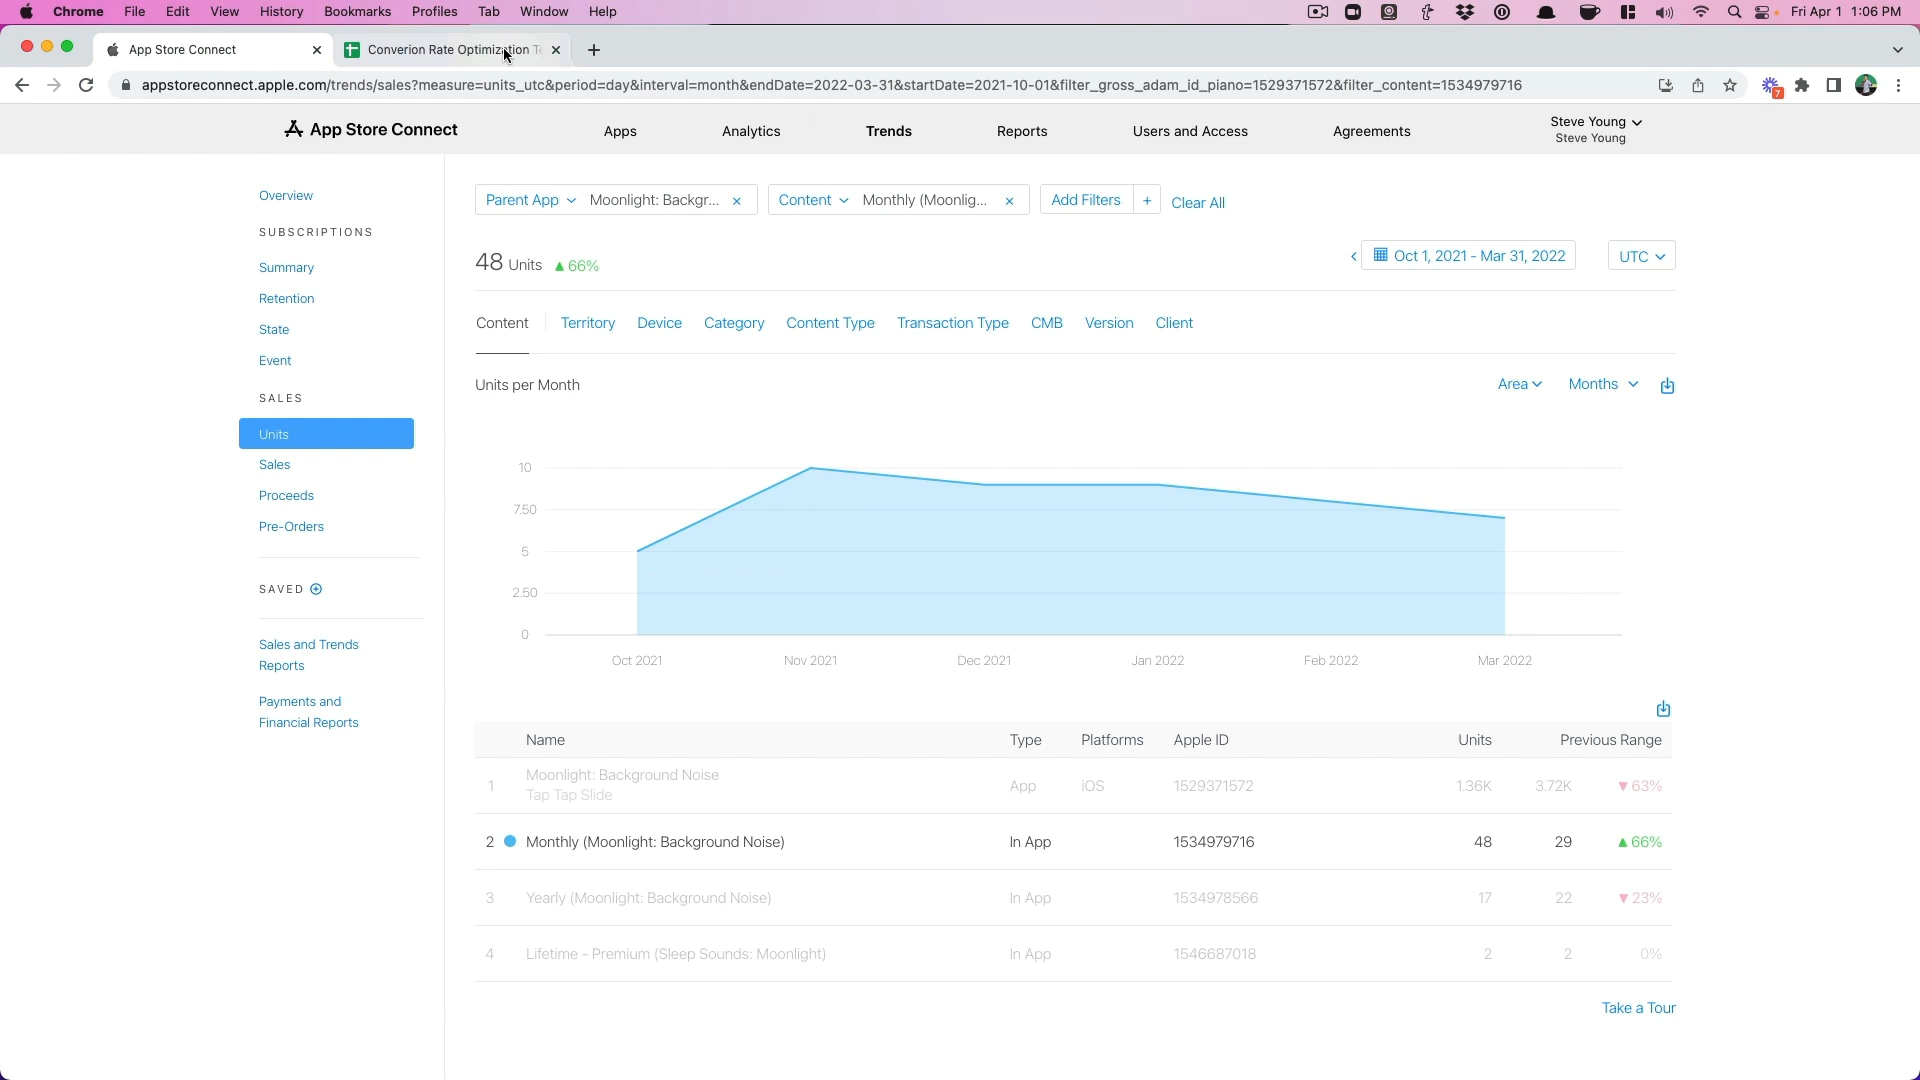 Chrome File Edit View History Bookmarks Profiles Tab Window Help Fri Apr 1 1:06 PM
App Store Connect Converion Rate Optimization
appstoreconnect.apple.com/trends/sales?measure=units_utc&period=day&interval=month&endDate=2022-03-31&startDate=2021-10-01&filter_gross_adam_id_piano=1529371572&filter_content=1534979716
7
App Store Connect Apps Analytics Trends Reports Users and Access Agreements Steve Young
Steve Young
Overview
SUBSCRIPTIONS
Summary
Retention
State
Event
SALES
Units
Sales
Proceeds
Pre-Orders
SAVED
Sales and Trends
Reports
Payments and
Financial Reports
Parent App Moonlight: Backgr... Content Monthly (Moonlig... Add Filters + Clear All
48 Units 66% Oct 1, 2021 - Mar 31, 2022 UTC
Content Territory Device Category Content Type Transaction Type CMB Version Client
Units per Month Area Months
10
7.50
5
2.50
0
Oct 2021 Nov 2021 Dec 2021 Jan 2022 Feb 2022 Mar 2022
Name Type Platforms Apple ID Units Previous Range
1 Moonlight: Background Noise App iOS 1529371572 1.36K 3.72K 63%
Tap Tap Slide
2 Monthly (Moonlight: Background Noise) In App 1534979716 48 29 66%
3 Yearly (Moonlight: Background Noise) In App 1534978566 17 22 23%
4 Lifetime - Premium (Sleep Sounds: Moonlight) In App 1546687018 2 2 0%
Take a Tour